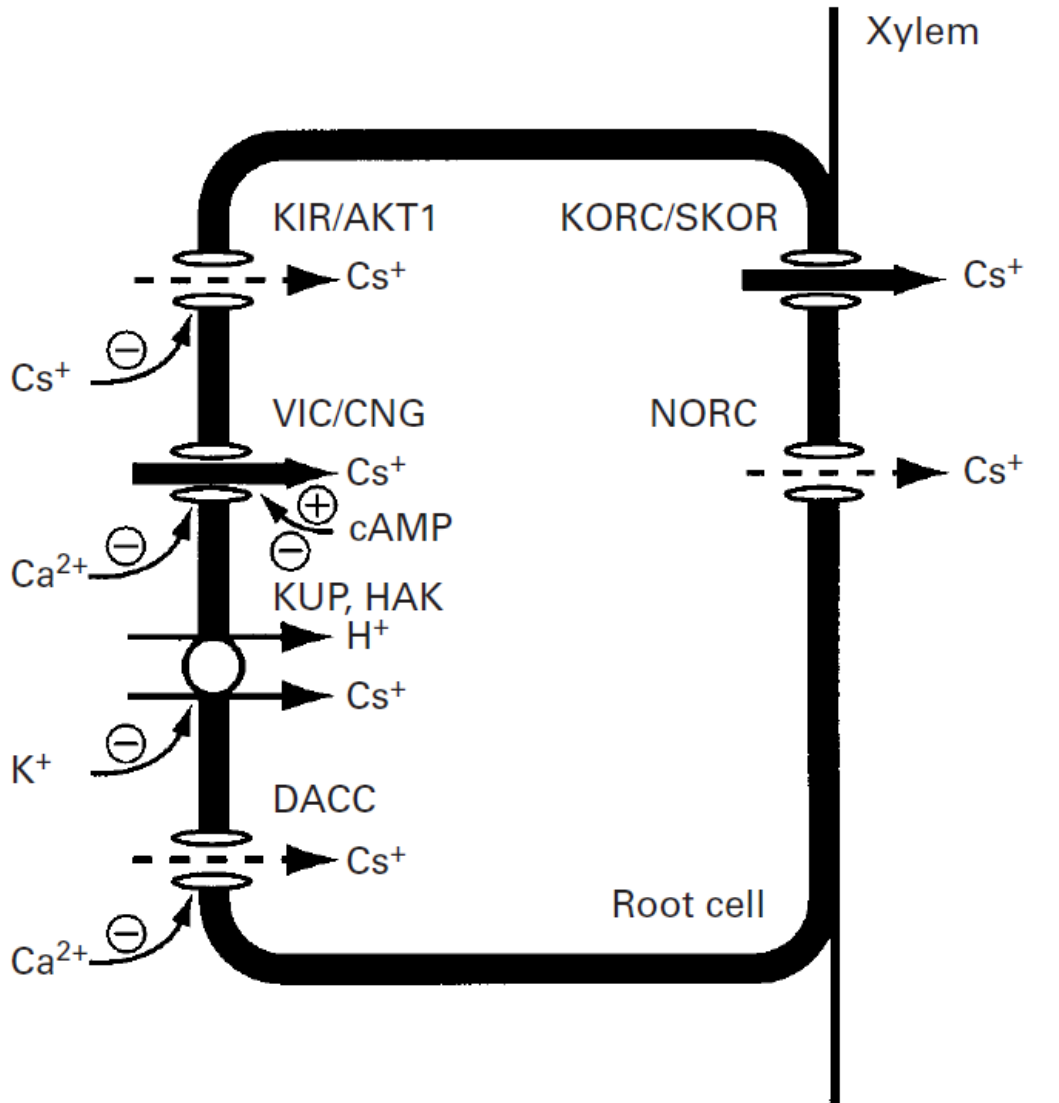 Xylem
KIR/AKT1
KORC/SKOR
Cs⁺
Cs⁺
−
Cs⁺
VIC/CNG
NORC
Cs⁺
Cs⁺
+
cAMP
−
−
Ca²⁺
KUP, HAK
H⁺
Cs⁺
−
K⁺
DACC
Cs⁺
Root cell
−
Ca²⁺